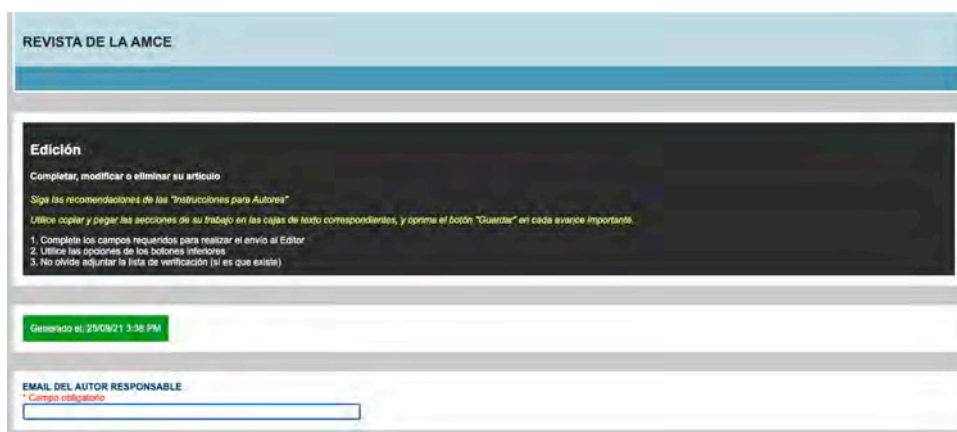 REVISTA DE LA AMCE
Edición
Completar, modificar o eliminar su artículo
Siga las recomendaciones de las "Instrucciones para Autores"
Utilice copiar y pegar las secciones de su trabajo en las cajas de texto correspondientes, y oprima el botón "Guardar" en cada avance importante.
1. Complete los campos requeridos para realizar el envío al Editor
2. Utilice las opciones de los botones inferiores
3. No olvide adjuntar la lista de verificación (si es que existe)
Generado el: 25/09/21 3:38 PM
EMAIL DEL AUTOR RESPONSABLE
* Campo obligatorio